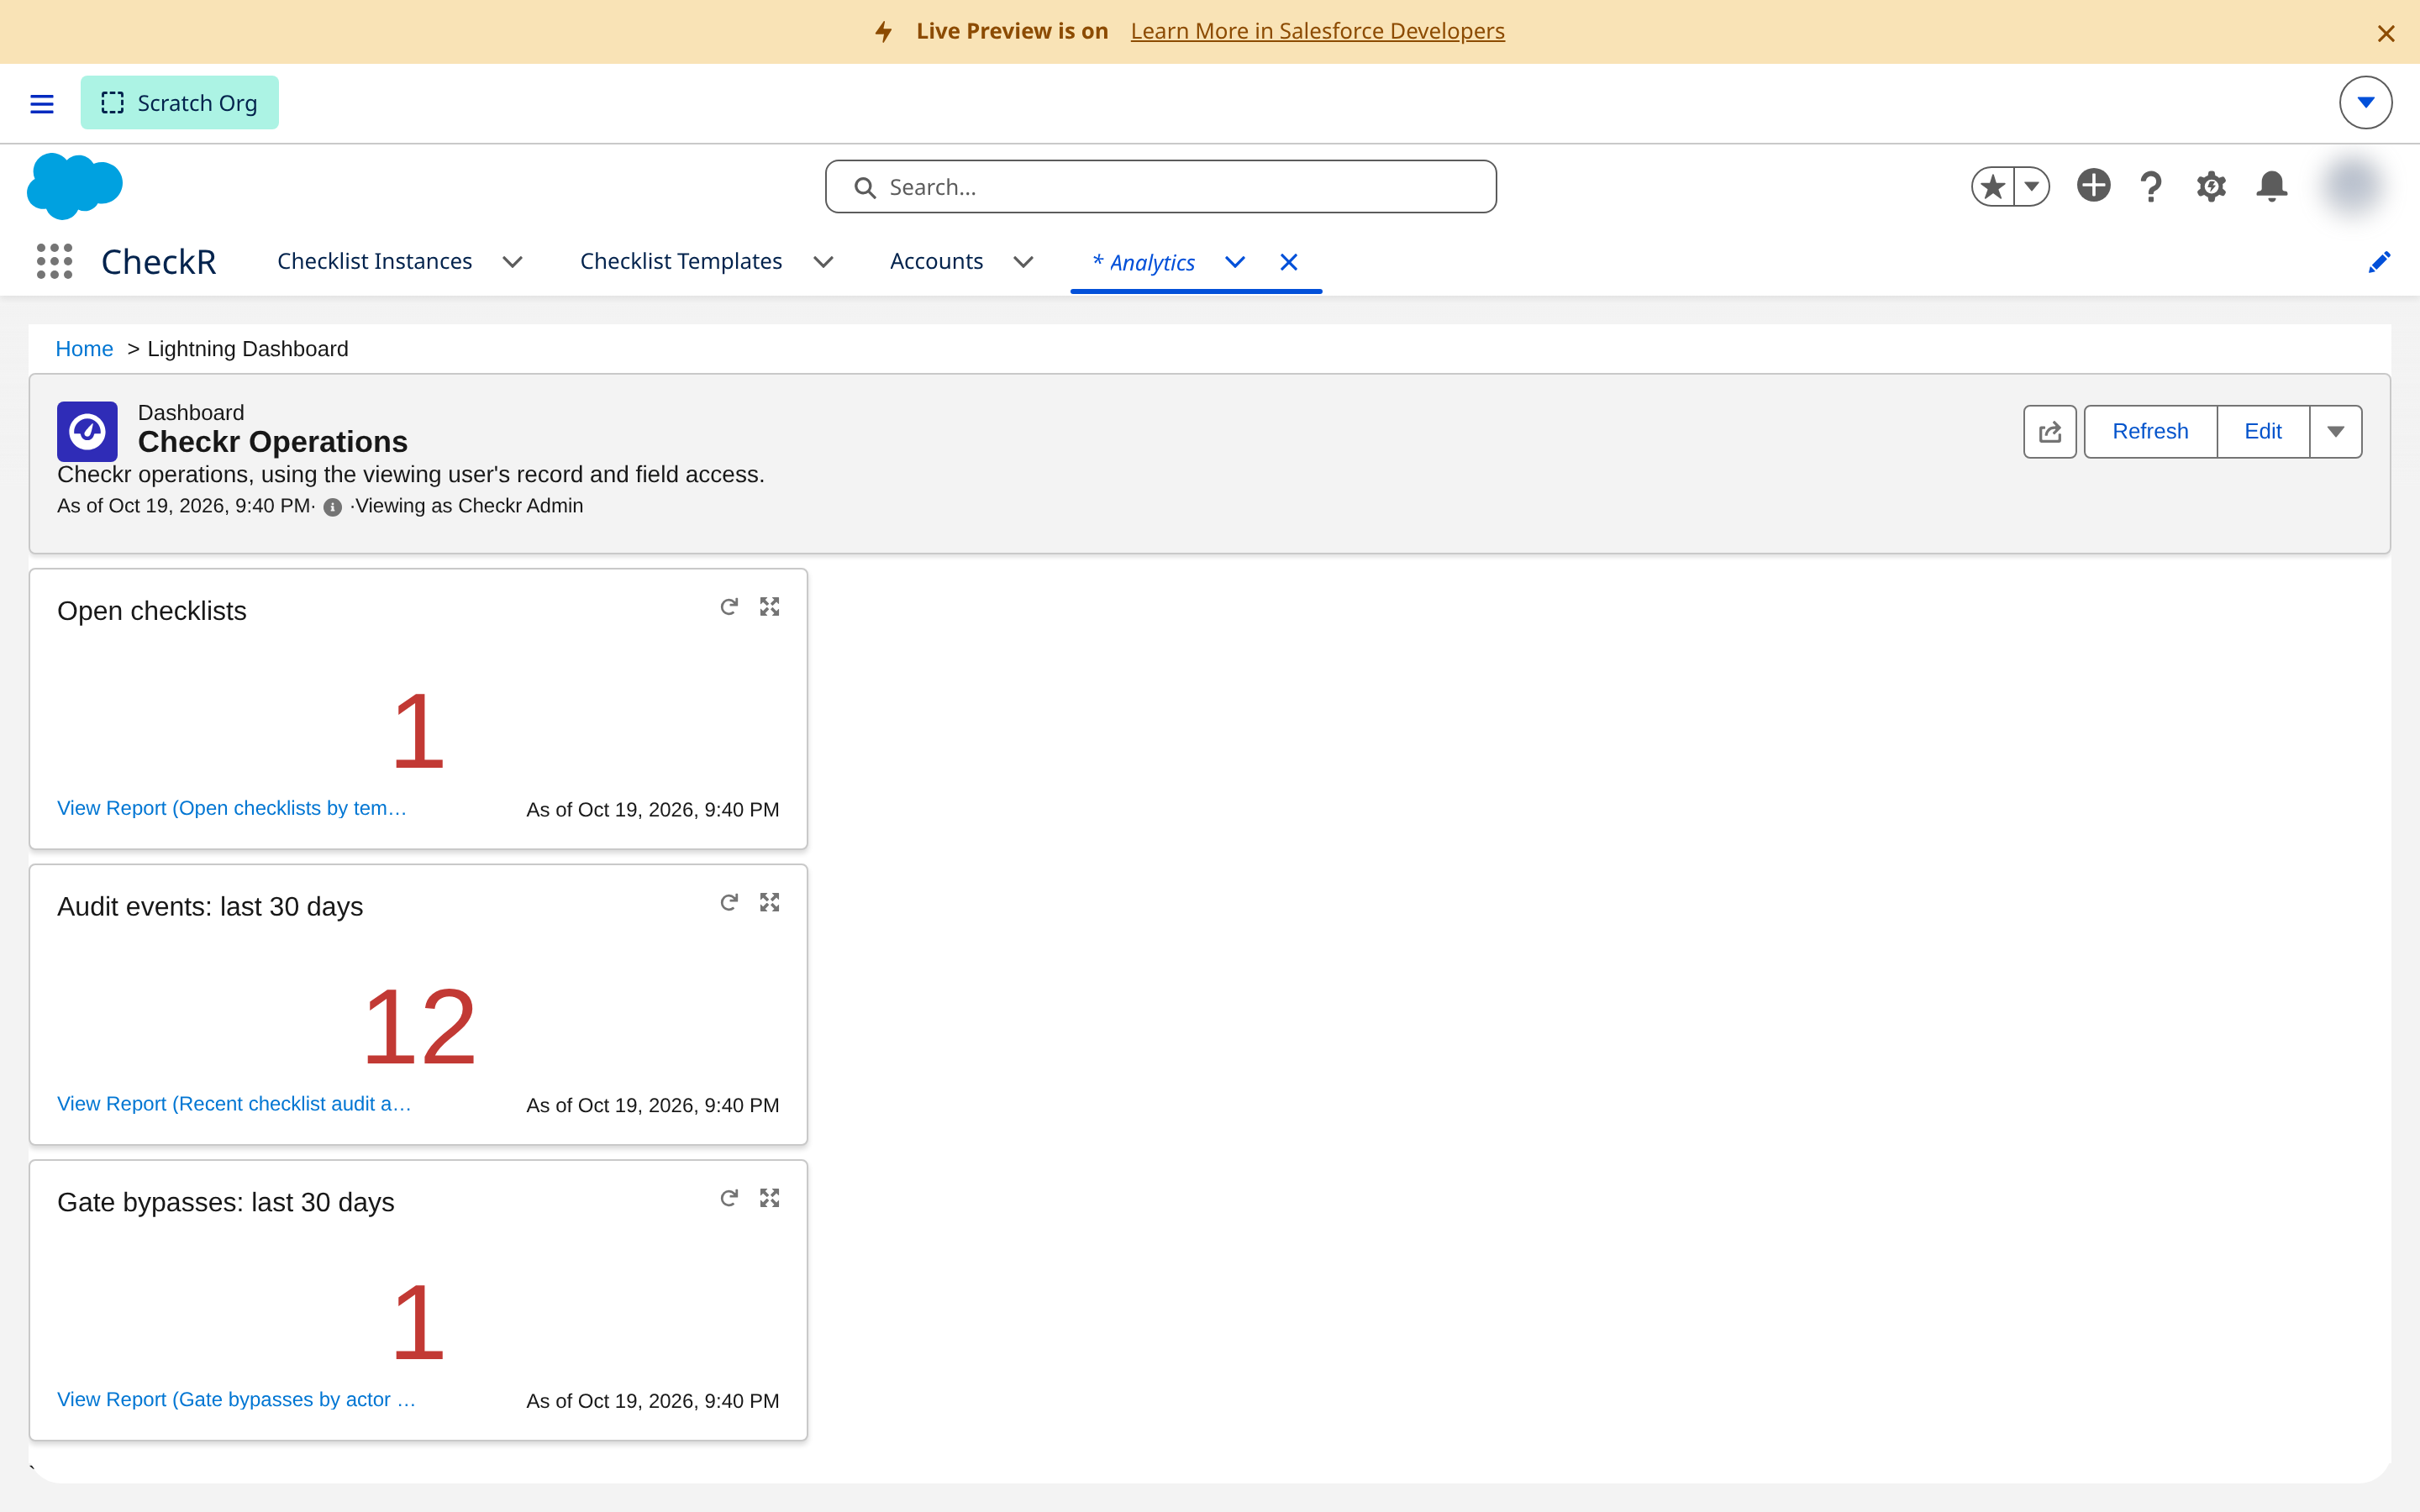 Live Preview is on Learn More in Salesforce Developers
Scratch Org
Search...
CheckR Checklist Instances Checklist Templates Accounts * Analytics
Home > Lightning Dashboard
Dashboard
Checkr Operations
Refresh Edit
Checkr operations, using the viewing user's record and field access.
As of Oct 19, 2026, 9:40 PM· ·Viewing as Checkr Admin
Open checklists
1
View Report (Open checklists by tem… As of Oct 19, 2026, 9:40 PM
Audit events: last 30 days
12
View Report (Recent checklist audit a… As of Oct 19, 2026, 9:40 PM
Gate bypasses: last 30 days
1
View Report (Gate bypasses by actor … As of Oct 19, 2026, 9:40 PM